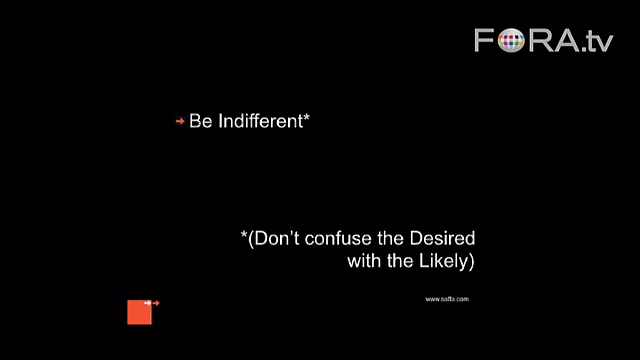 FORA.tv
Be Indifferent*
*(Don't confuse the Desired
with the Likely)
www.saffo.com